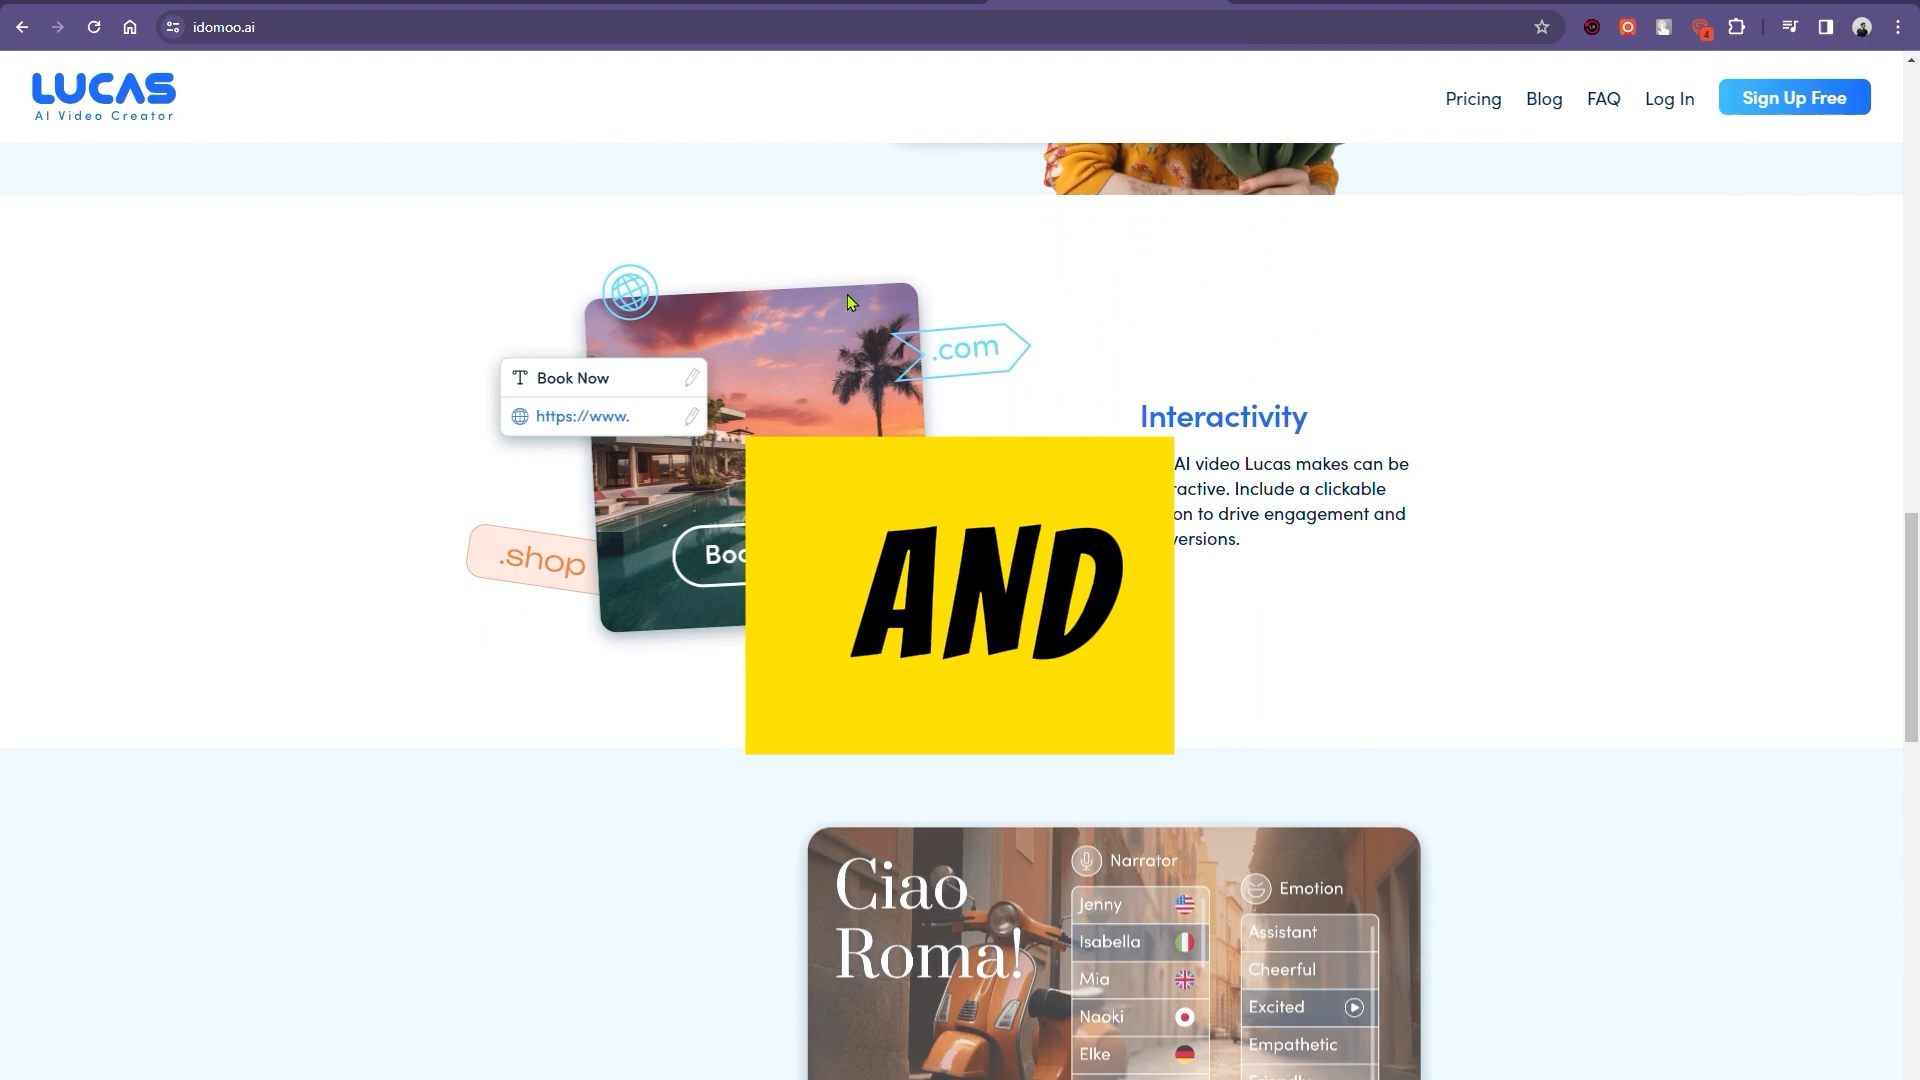 idomoo.ai
4
LUCAS
AI Video Creator
Pricing
Blog
FAQ
Log In
Sign Up Free
Book Now
https://www.
.com
.shop
Interactivity
AI video Lucas makes can be
ractive. Include a clickable
on to drive engagement and
versions.
AND
Ciao
Roma!
Narrator
Jenny
Isabella
Mia
Naoki
Elke
Emotion
Assistant
Cheerful
Excited
Empathetic